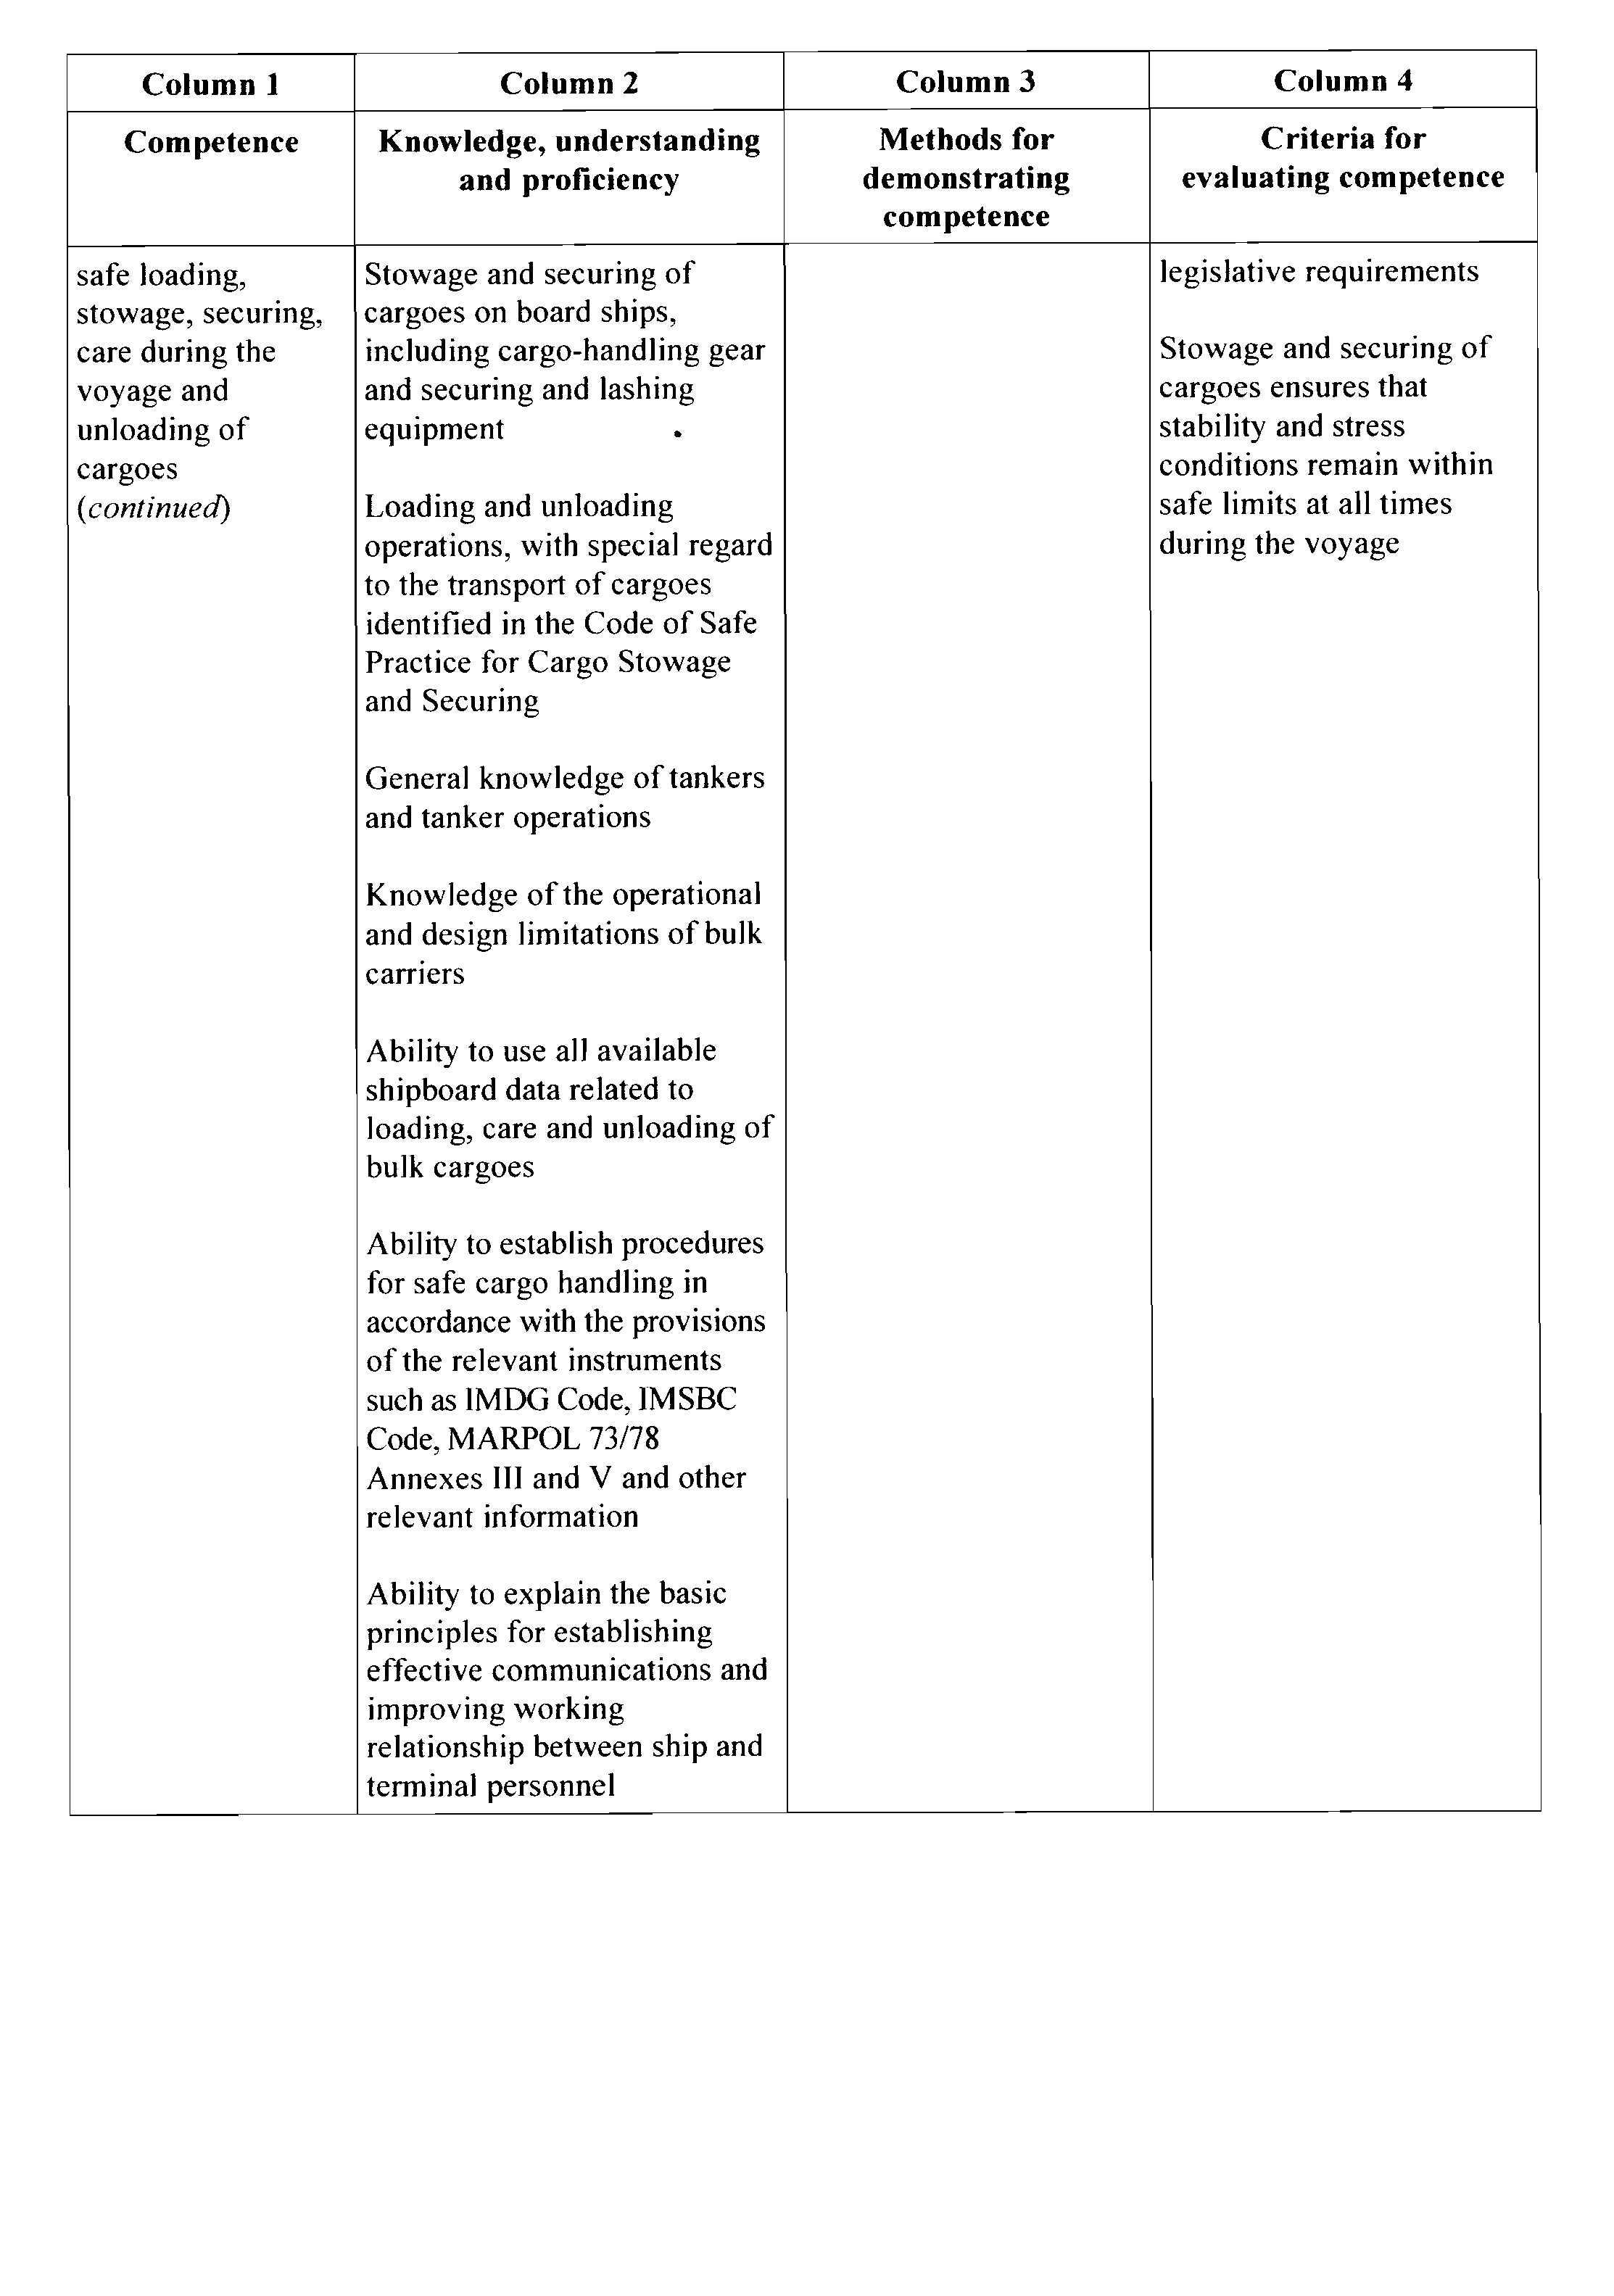 Column 1
Column 2
Column 3
Column 4
Competence
Knowledge, understanding
and proficiency
Methods for
demonstrating
competence
Criteria for
evaluating competence
safe loading,
stowage, securing,
care during the
voyage and
unloading of
cargoes
(continued)
Stowage and securing of
cargoes on board ships,
including cargo-handling gear
and securing and lashing
equipment
Loading and unloading
operations, with special regard
to the transport of cargoes
identified in the Code of Safe
Practice for Cargo Stowage
and Securing
General knowledge of tankers
and tanker operations
Knowledge of the operational
and design limitations of bulk
carriers
Ability to use all available
shipboard data related to
loading, care and unloading of
bulk cargoes
Ability to establish procedures
for safe cargo handling in
accordance with the provisions
of the relevant instruments
such as IMDG Code, IMSBC
Code, MARPOL 73/78
Annexes III and V and other
relevant information
Ability to explain the basic
principles for establishing
effective communications and
improving working
relationship between ship and
terminal personnel
legislative requirements
Stowage and securing of
cargoes ensures that
stability and stress
conditions remain within
safe limits at all times
during the voyage